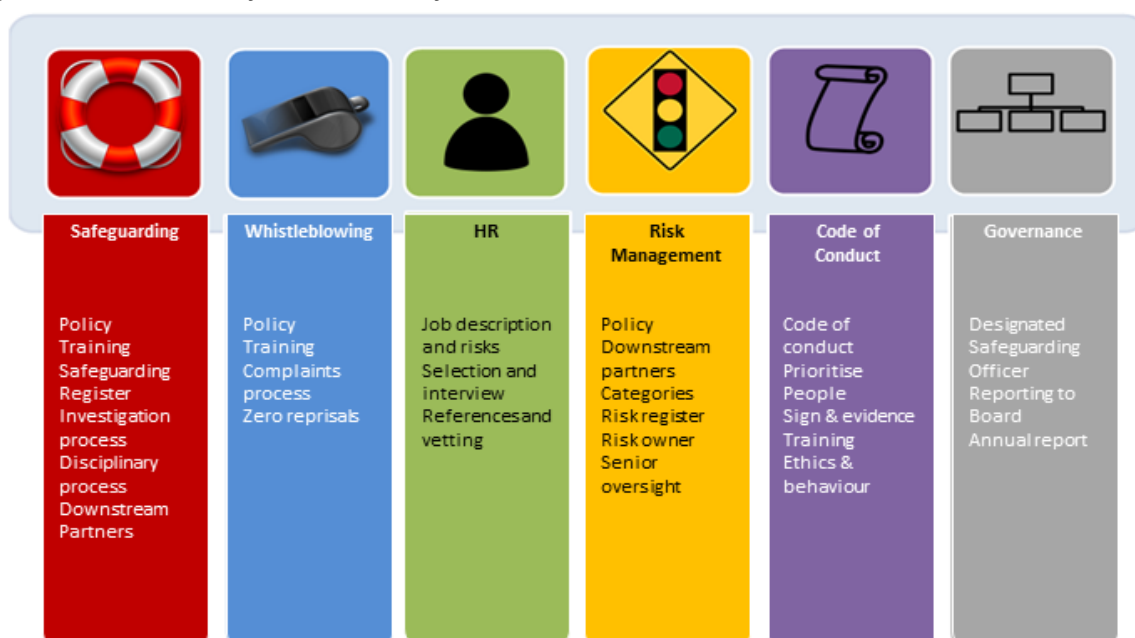 Safeguarding
Policy
Training
Safeguarding
Register
Investigation
process
Disciplinary
process
Downstream
Partners
Whistleblowing
Policy
Training
Complaints
process
Zero reprisals
HR
Job description
and risks
Selection and
interview
References and
vetting
Risk
Management
Policy
Downstream
partners
Categories
Risk register
Risk owner
Senior
oversight
Code of
Conduct
Code of
conduct
Prioritise
People
Sign & evidence
Training
Ethics &
behaviour
Governance
Designated
Safeguarding
Officer
Reporting to
Board
Annual report